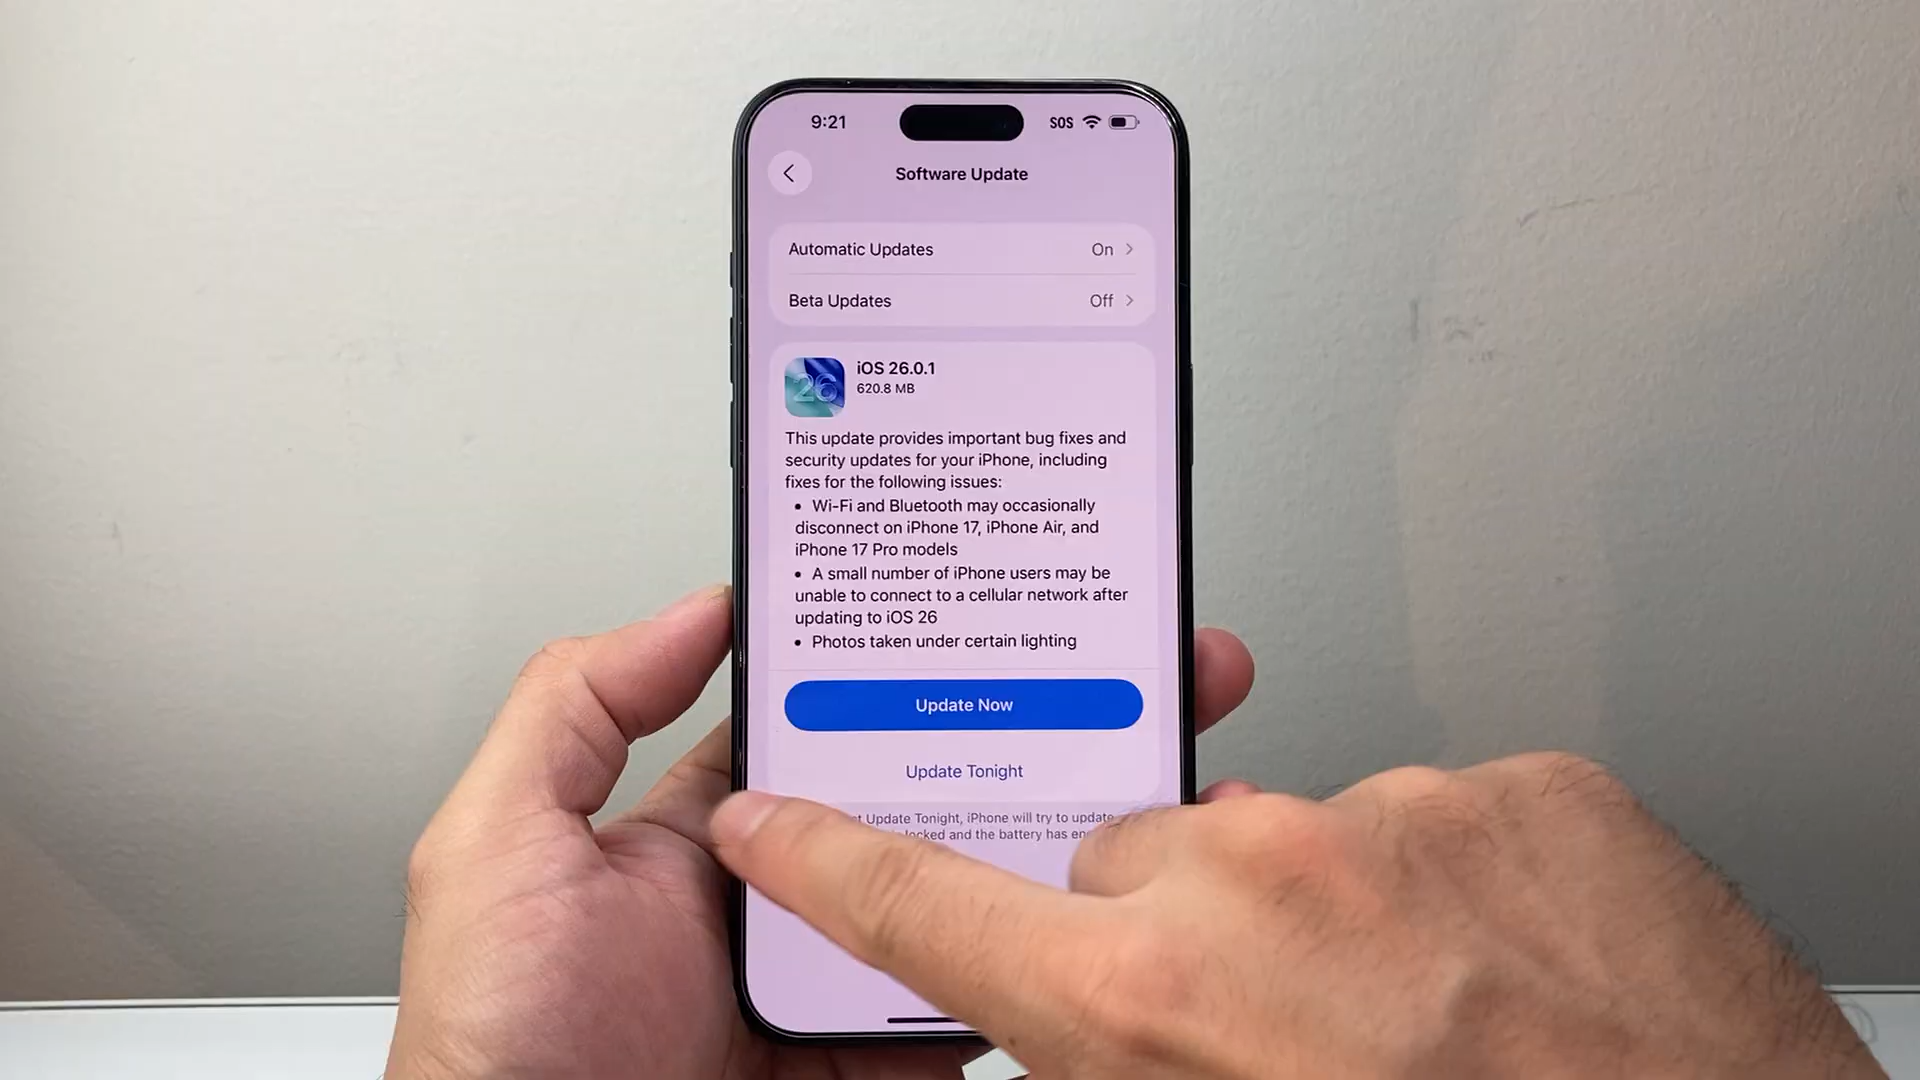 9:21
SOS
Software Update
Automatic Updates On
Beta Updates Off
26
iOS 26.0.1
620.8 MB
This update provides important bug fixes and
security updates for your iPhone, including
fixes for the following issues:
• Wi-Fi and Bluetooth may occasionally
disconnect on iPhone 17, iPhone Air, and
iPhone 17 Pro models
• A small number of iPhone users may be
unable to connect to a cellular network after
updating to iOS 26
• Photos taken under certain lighting
Update Now
Update Tonight
Update Tonight, iPhone will try to update
and the battery has